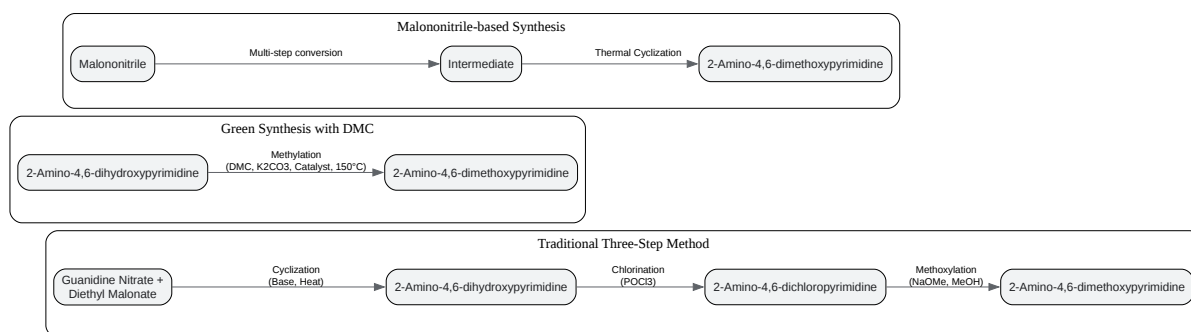 Malononitrile-based Synthesis
Malononitrile
Multi-step conversion
Intermediate
Thermal Cyclization
2-Amino-4,6-dimethoxypyrimidine
Green Synthesis with DMC
2-Amino-4,6-dihydroxypyrimidine
Methylation
(DMC, K2CO3, Catalyst, 150°C)
2-Amino-4,6-dimethoxypyrimidine
Traditional Three-Step Method
Guanidine Nitrate +
Diethyl Malonate
Cyclization
(Base, Heat)
2-Amino-4,6-dihydroxypyrimidine
Chlorination
(POCl3)
2-Amino-4,6-dichloropyrimidine
Methoxylation
(NaOMe, MeOH)
2-Amino-4,6-dimethoxypyrimidine